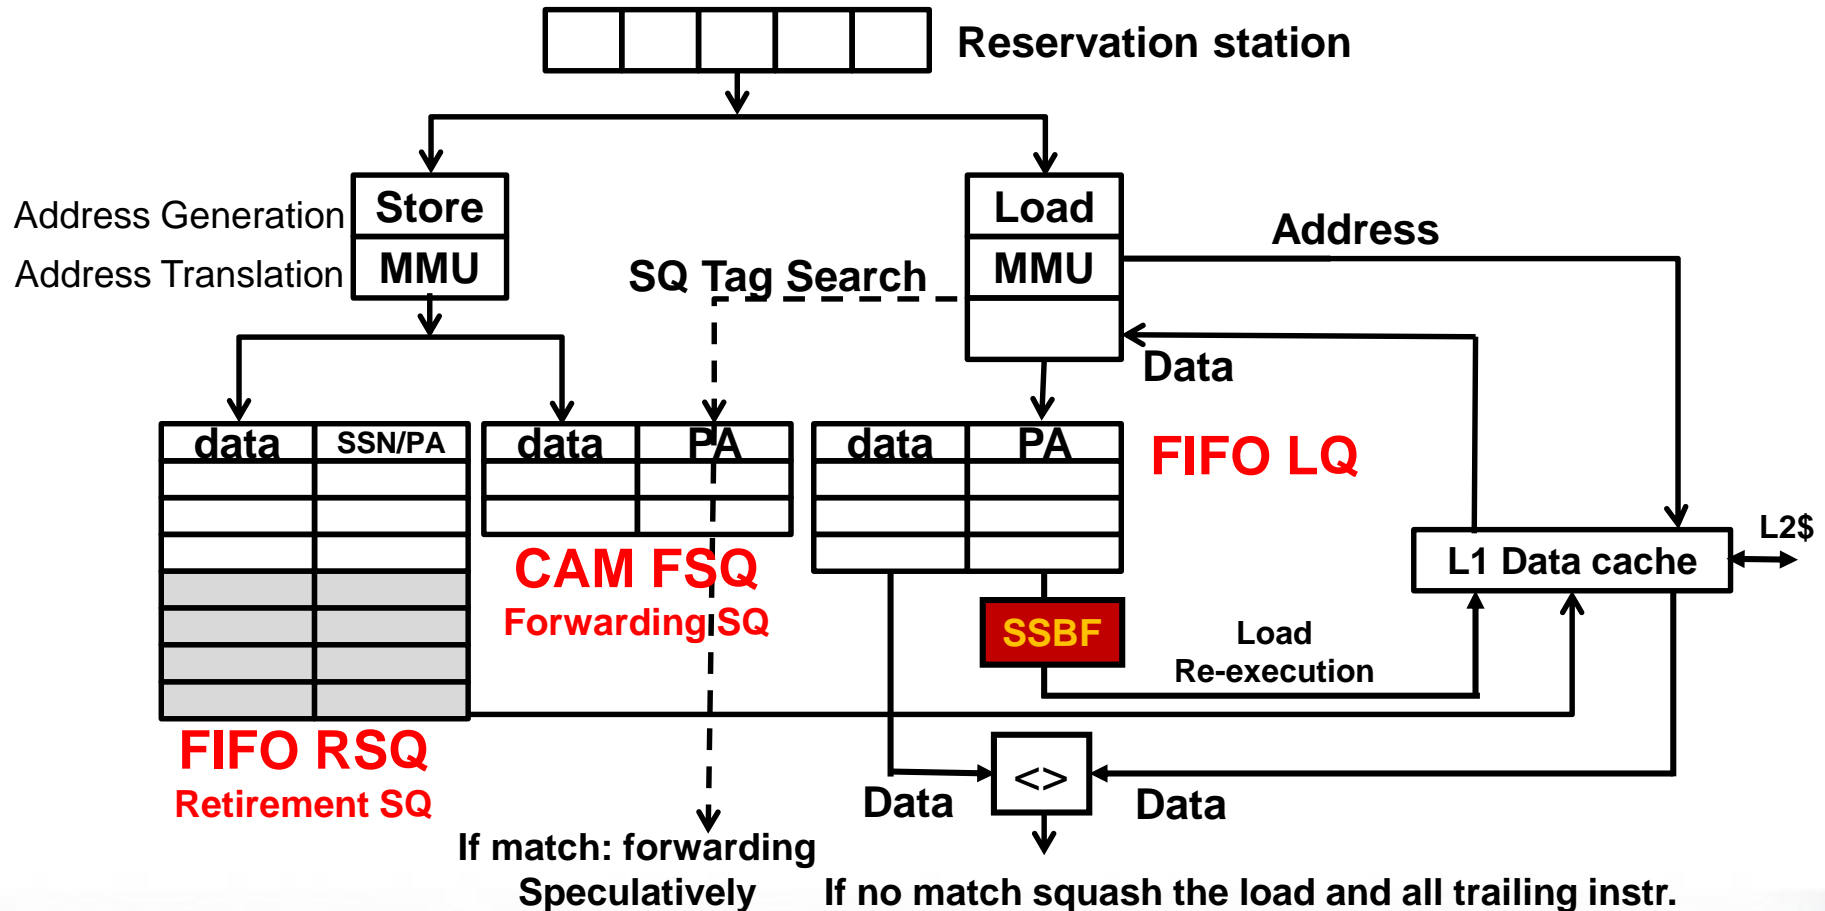 Reservation station
Store
Load
Address Generation
Address
Address Translation
MMU
MMU
SQ Tag Search
Data
data
SSN/PA
data
PA
data
PA
FIFO LQ
L2$
L1 Data cache
CAM FSQ
Forwarding SQ
SSBF
Load
Re-execution
FIFO RSQ
Retirement SQ
<>
Data
Data
If match: forwarding
Speculatively
If no match squash the load and all trailing instr.